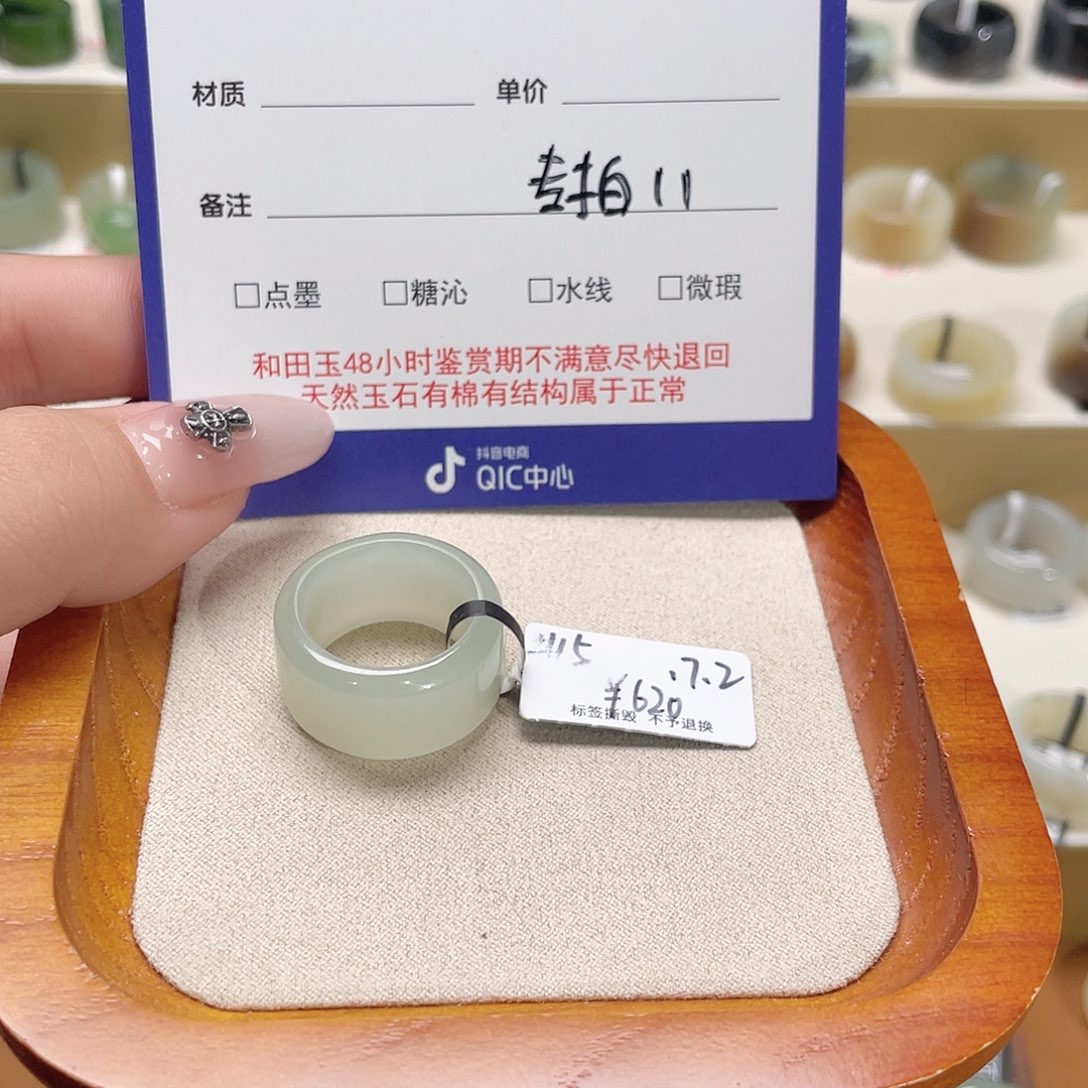 材质 单价
备注 专拍11
□点墨 □糖沁 □水线 □微瑕
和田玉48小时鉴赏期不满意尽快退回
天然玉石有棉有结构属于正常
抖音电商
QIC中心
15 .7.2
¥620
标签撕毁 不予退换